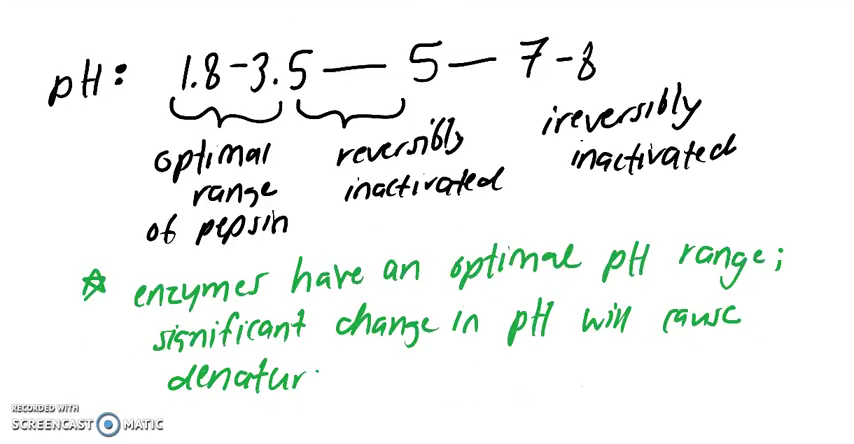 pH: 1.8-3.5 — 5 — 7-8
optimal range of pepsin
reversibly inactivated
ireversibly inactivated
☆ enzymes have an optimal pH range;
significant change in pH will cause
denatur
RECORDED WITH
SCREENCAST MATIC